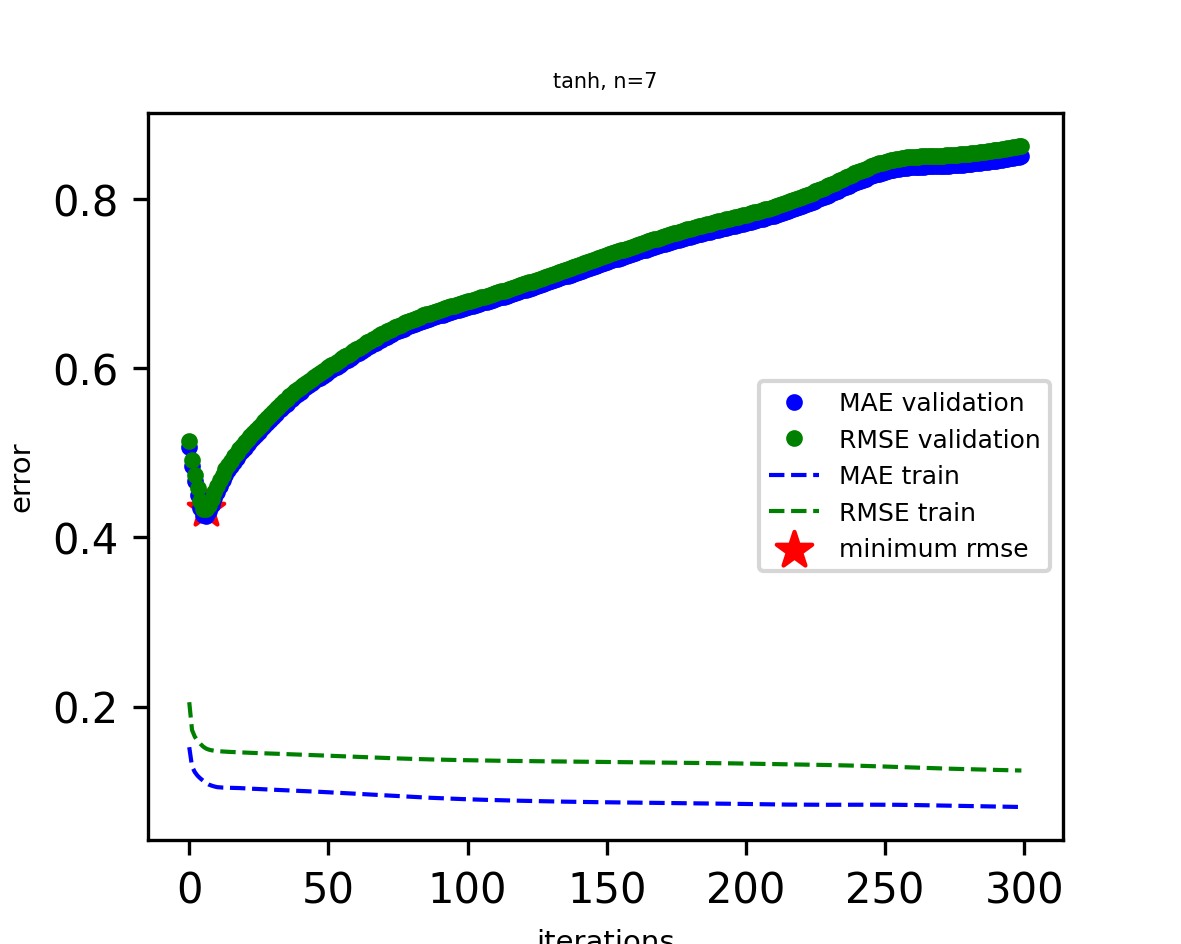 tanh, n=7
error
0.8
0.6
0.4
0.2
MAE validation
RMSE validation
MAE train
RMSE train
minimum rmse
0 50 100 150 200 250 300
iterations